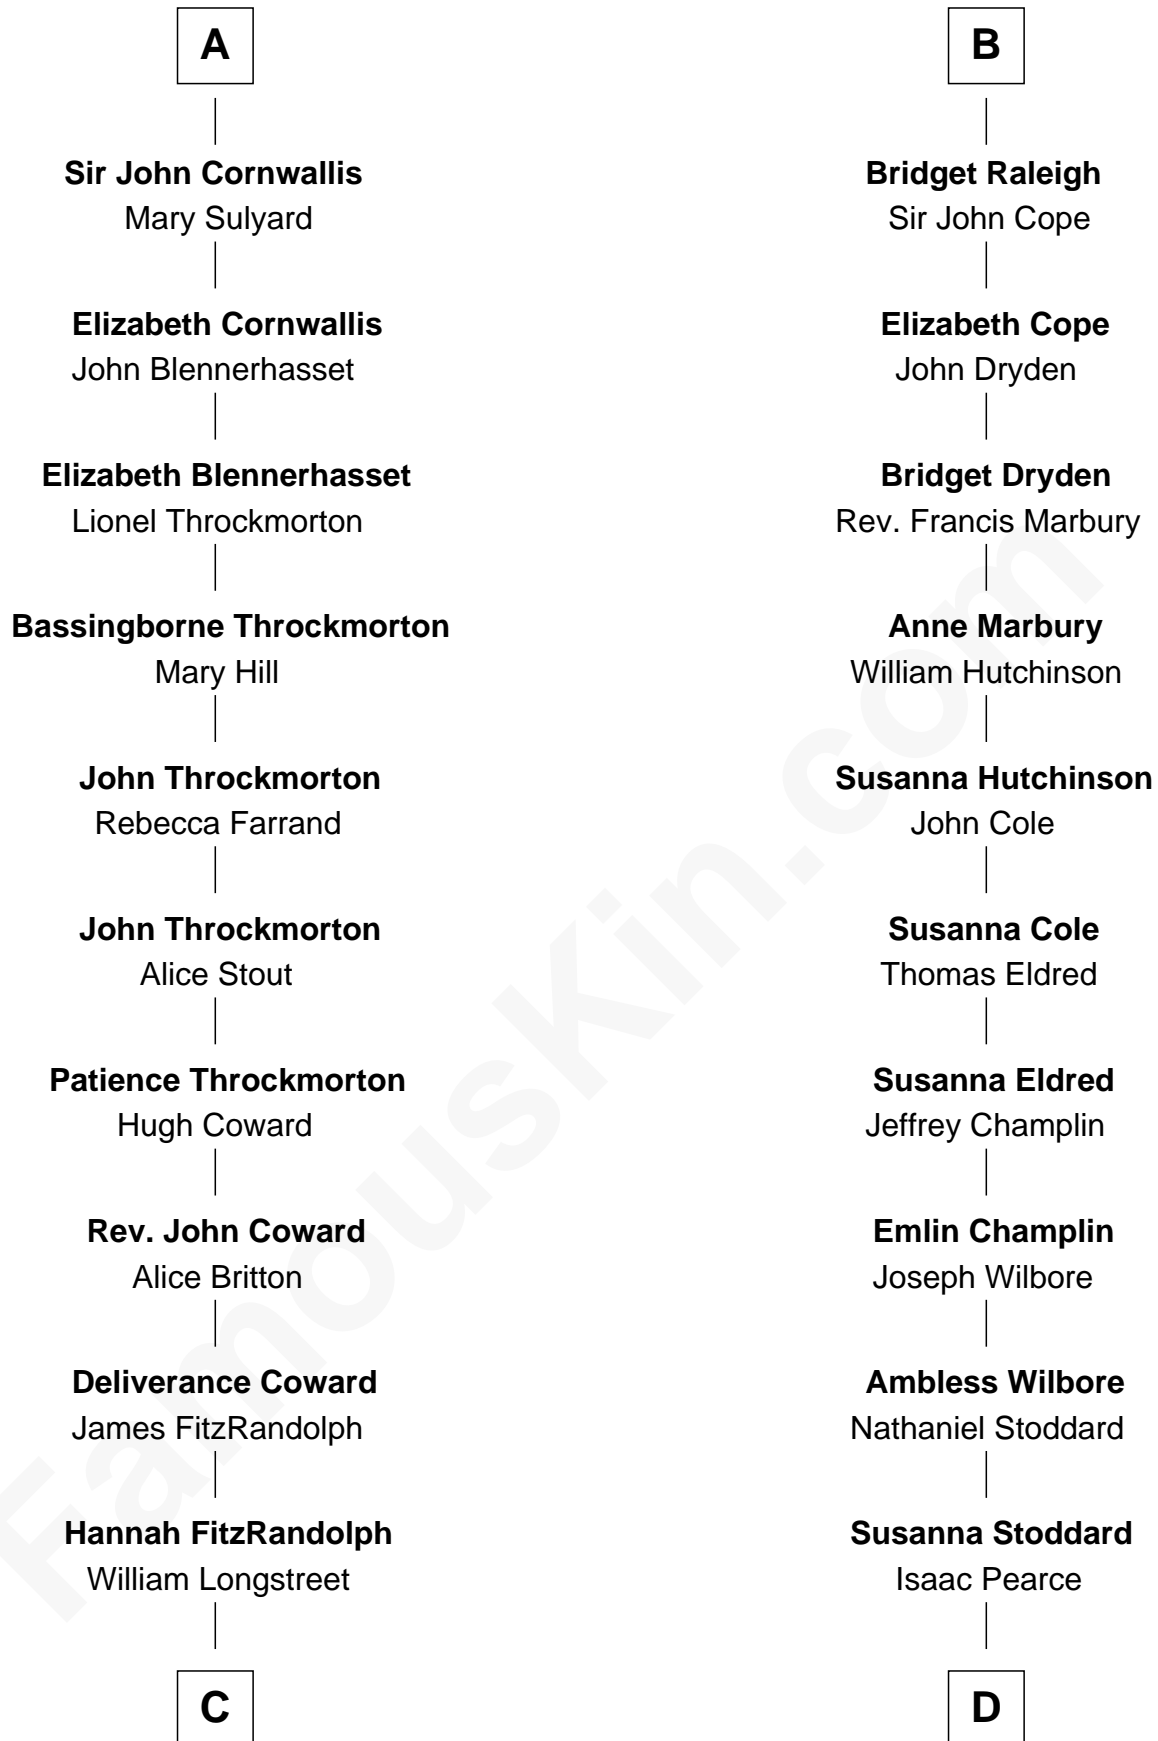 A
Sir John Cornwallis
Mary Sulyard
Elizabeth Cornwallis
John Blennerhasset
Elizabeth Blennerhasset
Lionel Throckmorton
Bassingborne Throckmorton
Mary Hill
John Throckmorton
Rebecca Farrand
John Throckmorton
Alice Stout
Patience Throckmorton
Hugh Coward
Rev. John Coward
Alice Britton
Deliverance Coward
James FitzRandolph
Hannah FitzRandolph
William Longstreet
C
B
Bridget Raleigh
Sir John Cope
Elizabeth Cope
John Dryden
Bridget Dryden
Rev. Francis Marbury
Anne Marbury
William Hutchinson
Susanna Hutchinson
John Cole
Susanna Cole
Thomas Eldred
Susanna Eldred
Jeffrey Champlin
Emlin Champlin
Joseph Wilbore
Ambless Wilbore
Nathaniel Stoddard
Susanna Stoddard
Isaac Pearce
D
FamousKin.com